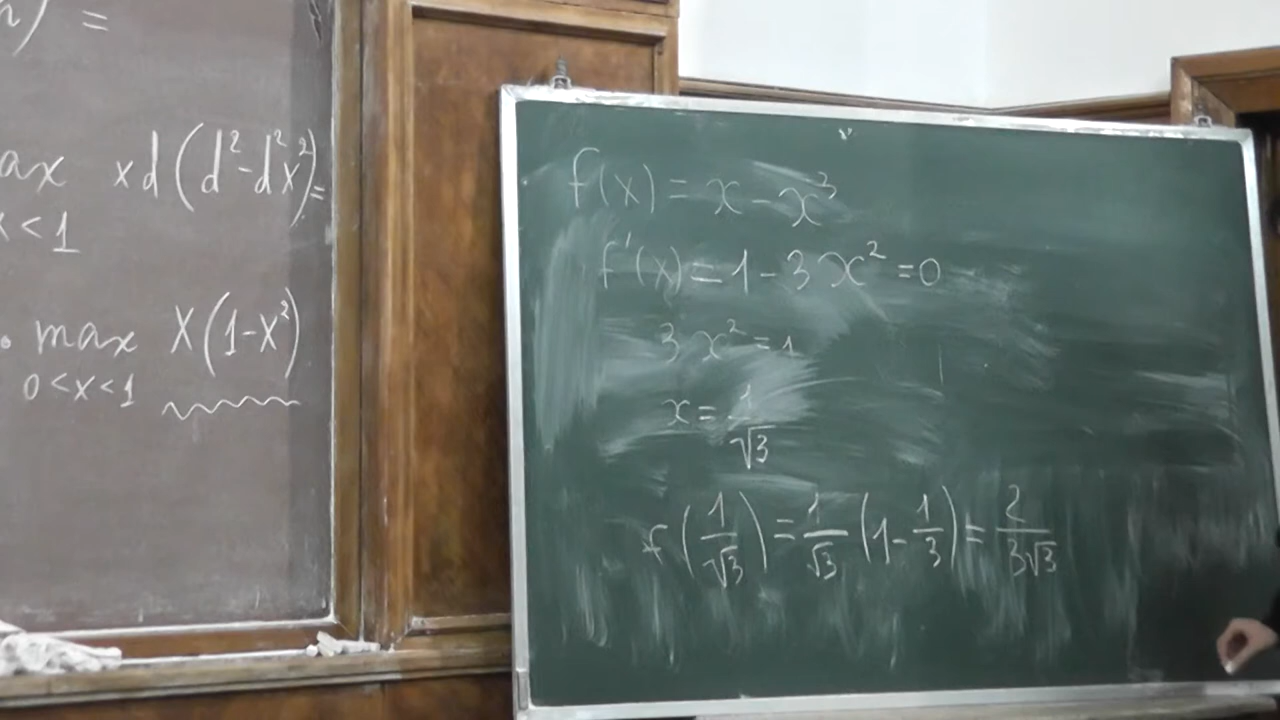 ) =
ax xd(d²-d²x²)=
x<1
. max X(1-X²)
0<x<1
f(x) = x - x³
f'(x) = 1 - 3x² = 0
3x² = 1
x = 1/√3
f(1/√3) = 1/√3 (1 - 1/3) = 2/3√3